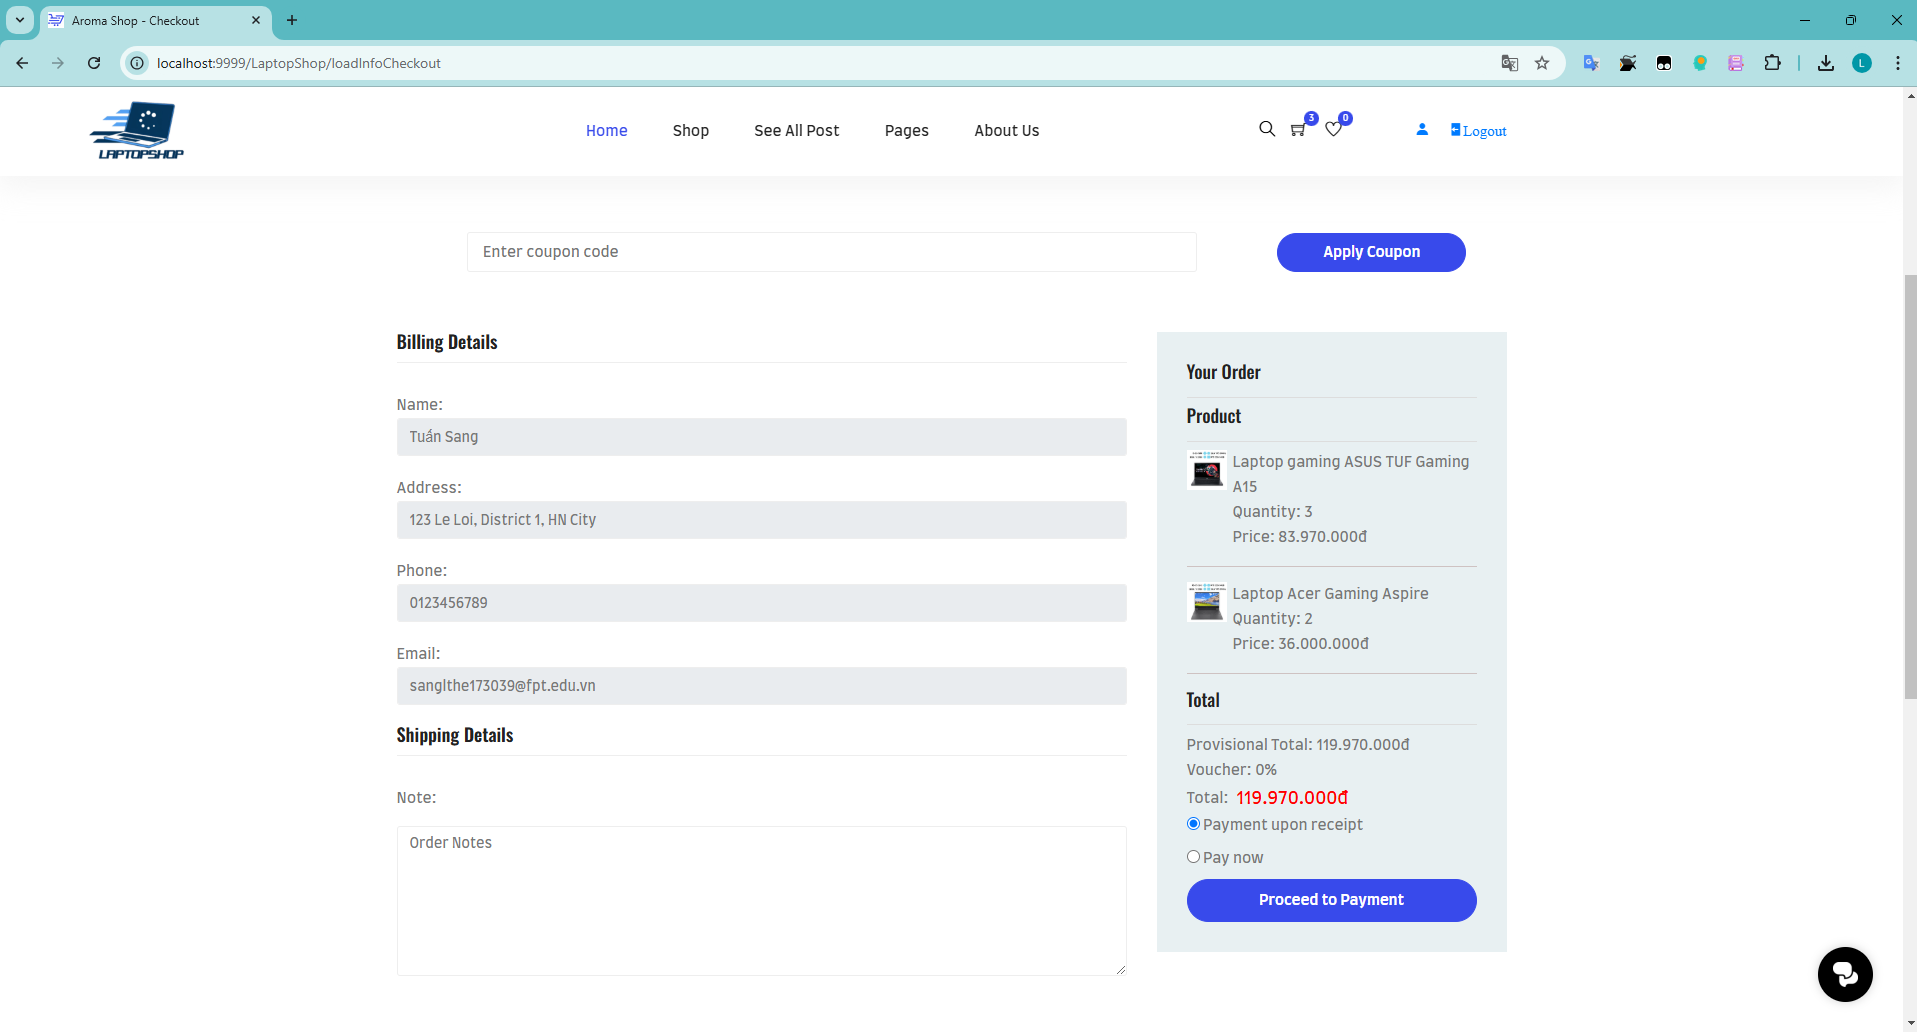 Aroma Shop - Checkout
localhost:9999/LaptopShop/loadInfoCheckout
L
LAPTOPSHOP
Home
Shop
See All Post
Pages
About Us
3
0
Logout
Enter coupon code
Apply Coupon
Billing Details
Name:
Tuấn Sang
Address:
123 Le Loi, District 1, HN City
Phone:
0123456789
Email:
sanglthe173039@fpt.edu.vn
Shipping Details
Note:
Order Notes
Your Order
Product
Laptop gaming ASUS TUF Gaming
A15
Quantity: 3
Price: 83.970.000đ
Laptop Acer Gaming Aspire
Quantity: 2
Price: 36.000.000đ
Total
Provisional Total: 119.970.000đ
Voucher: 0%
Total: 119.970.000đ
Payment upon receipt
Pay now
Proceed to Payment